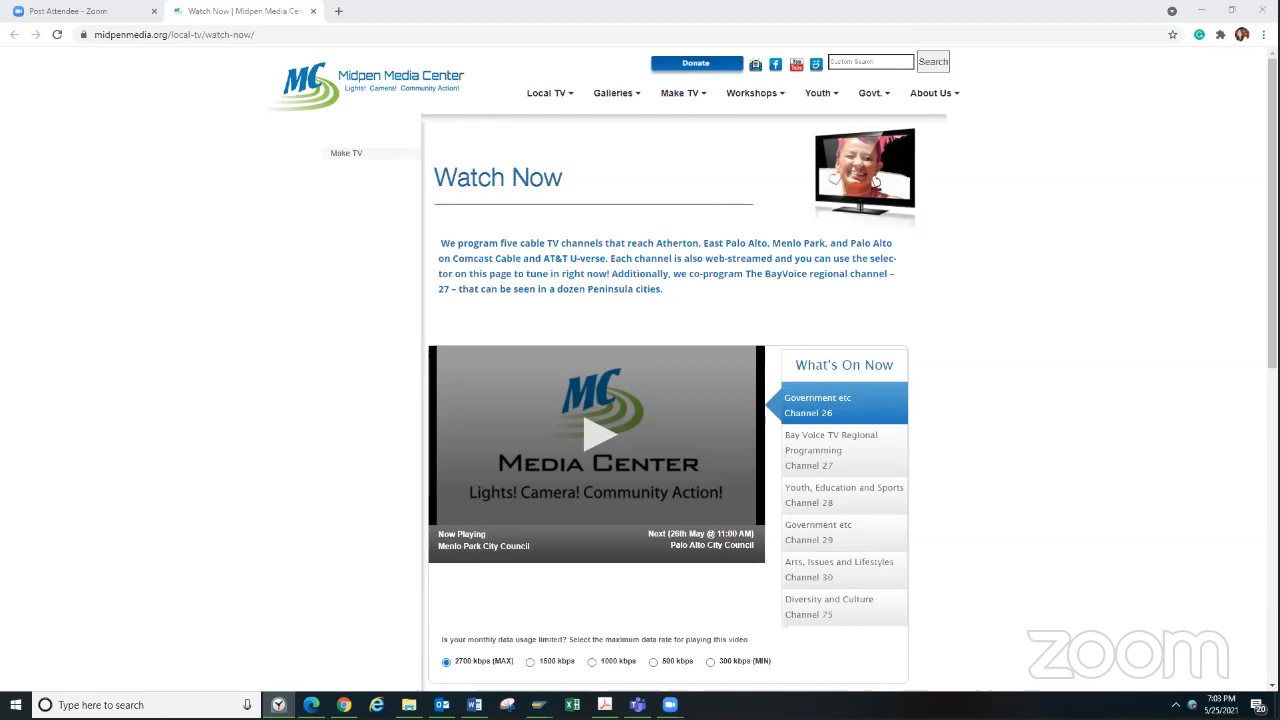 Post Attendee - Zoom
Watch Now | Midpen Media Cen
midpenmedia.org/local-tv/watch-now/
MC Midpen Media Center
Lights! Camera! Community Action!
Donate
You Tube
Custom Search
Search
Local TV
Galleries
Make TV
Workshops
Youth
Govt.
About Us
Make TV
Watch Now
We program five cable TV channels that reach Atherton, East Palo Alto, Menlo Park, and Palo Alto
on Comcast Cable and AT&T U-verse. Each channel is also web-streamed and you can use the selec-
tor on this page to tune in right now! Additionally, we co-program The BayVoice regional channel –
27 – that can be seen in a dozen Peninsula cities.
MC
MEDIA CENTER
Lights! Camera! Community Action!
Now Playing
Menlo Park City Council
Next (26th May @ 11:00 AM)
Palo Alto City Council
What's On Now
Government etc
Channel 26
Bay Voice TV Regional
Programming
Channel 27
Youth, Education and Sports
Channel 28
Government etc
Channel 29
Arts, Issues and Lifestyles
Channel 30
Diversity and Culture
Channel 75
Is your monthly data usage limited? Select the maximum data rate for playing this video
2700 kbps (MAX)
1500 kbps
1000 kbps
500 kbps
300 kbps (MIN)
zoom
Type here to search
7:03 PM
5/25/2021
20